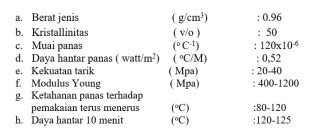 a. Berat jenis ( g/cm³) : 0.96
b. Kristallinitas ( v/o ) : 50
c. Muai panas (° C⁻¹) : 120x10⁻⁶
d. Daya hantar panas ( watt/m²) ( °C/M) : 0,52
e. Kekuatan tarik ( Mpa) : 20-40
f. Modulus Young ( Mpa) : 400-1200
g. Ketahanan panas terhadap
pemakaian terus menerus (°C) :80-120
h. Daya hantar 10 menit (°C) :120-125